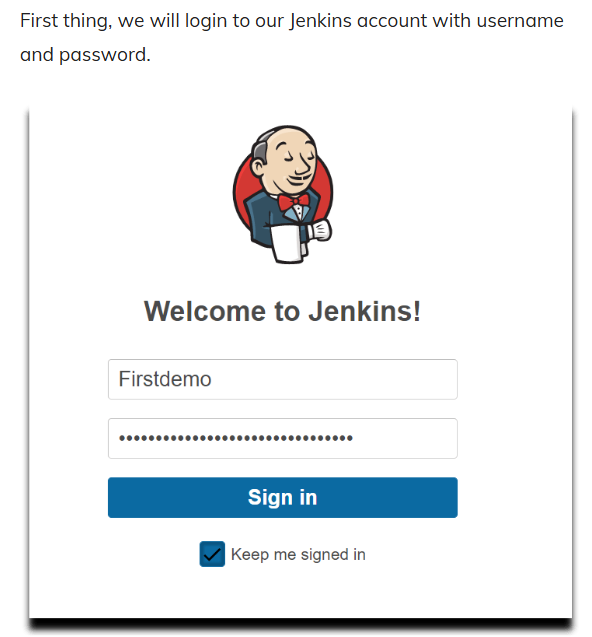 First thing, we will login to our Jenkins account with username
and password.
Welcome to Jenkins!
Firstdemo
••••••••••••••••••••••••••••••••
Sign in
Keep me signed in